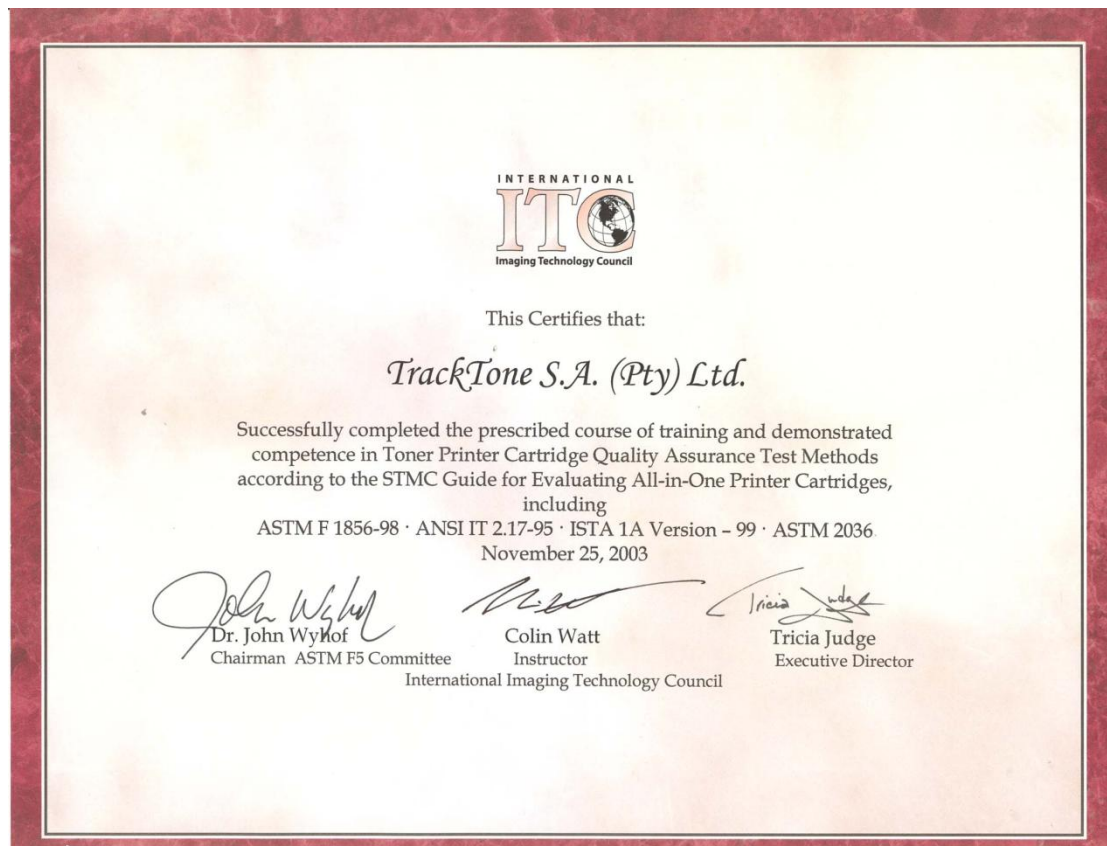 INTERNATIONAL
ITC
Imaging Technology Council
This Certifies that:
TrackTone S.A. (Pty) Ltd.
Successfully completed the prescribed course of training and demonstrated
competence in Toner Printer Cartridge Quality Assurance Test Methods
according to the STMC Guide for Evaluating All-in-One Printer Cartridges,
including
ASTM F 1856-98 · ANSI IT 2.17-95 · ISTA 1A Version – 99 · ASTM 2036
November 25, 2003
John Wyhof
Tricia Judge
Dr. John Wyhof Colin Watt Tricia Judge
Chairman ASTM F5 Committee Instructor Executive Director
International Imaging Technology Council